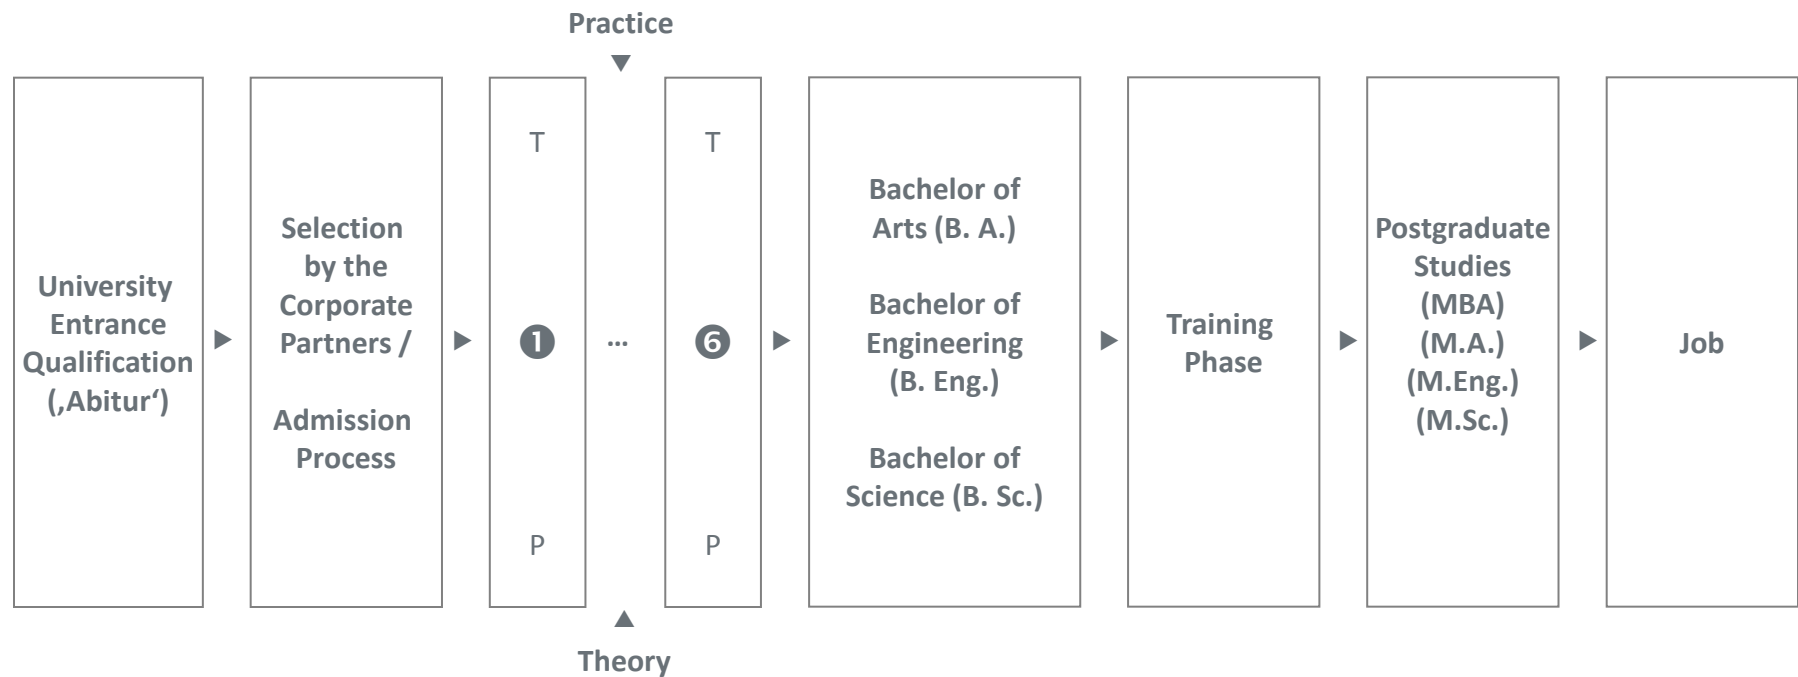 Practice
University
Entrance
Qualification
(‚Abitur‘)
Selection
by the
Corporate
Partners /
Admission
Process
T
❶
P
...
T
❻
P
Theory
Bachelor of
Arts (B. A.)
Bachelor of
Engineering
(B. Eng.)
Bachelor of
Science (B. Sc.)
Training
Phase
Postgraduate
Studies
(MBA)
(M.A.)
(M.Eng.)
(M.Sc.)
Job